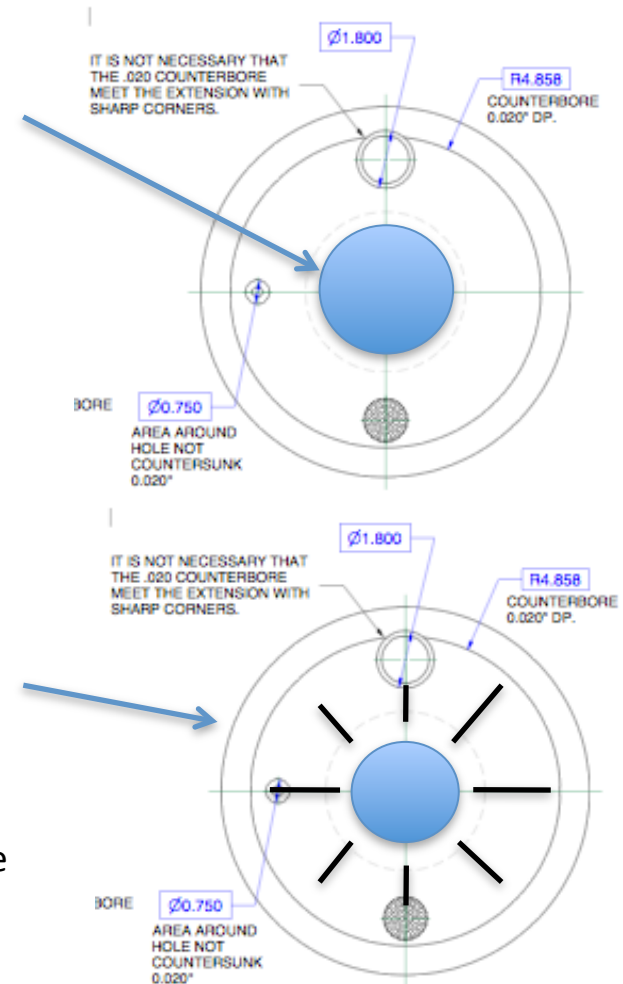 Ø1.800
IT IS NOT NECESSARY THAT
THE .020 COUNTERBORE
MEET THE EXTENSION WITH
SHARP CORNERS.
R4.858
COUNTERBORE
0.020" DP.
BORE
Ø0.750
AREA AROUND
HOLE NOT
COUNTERSUNK
0.020"
Ø1.800
IT IS NOT NECESSARY THAT
THE .020 COUNTERBORE
MEET THE EXTENSION WITH
SHARP CORNERS.
R4.858
COUNTERBORE
0.020" DP.
e
BORE
Ø0.750
AREA AROUND
HOLE NOT
COUNTERSUNK
0.020"